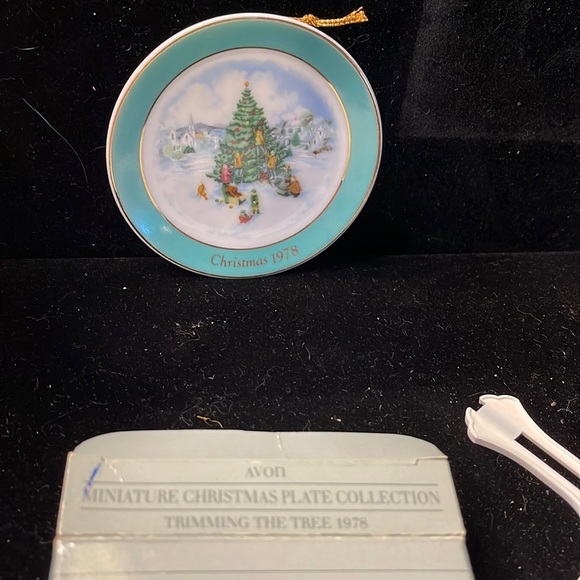 Christmas 1978
AVON
MINIATURE CHRISTMAS PLATE COLLECTION
TRIMMING THE TREE 1978